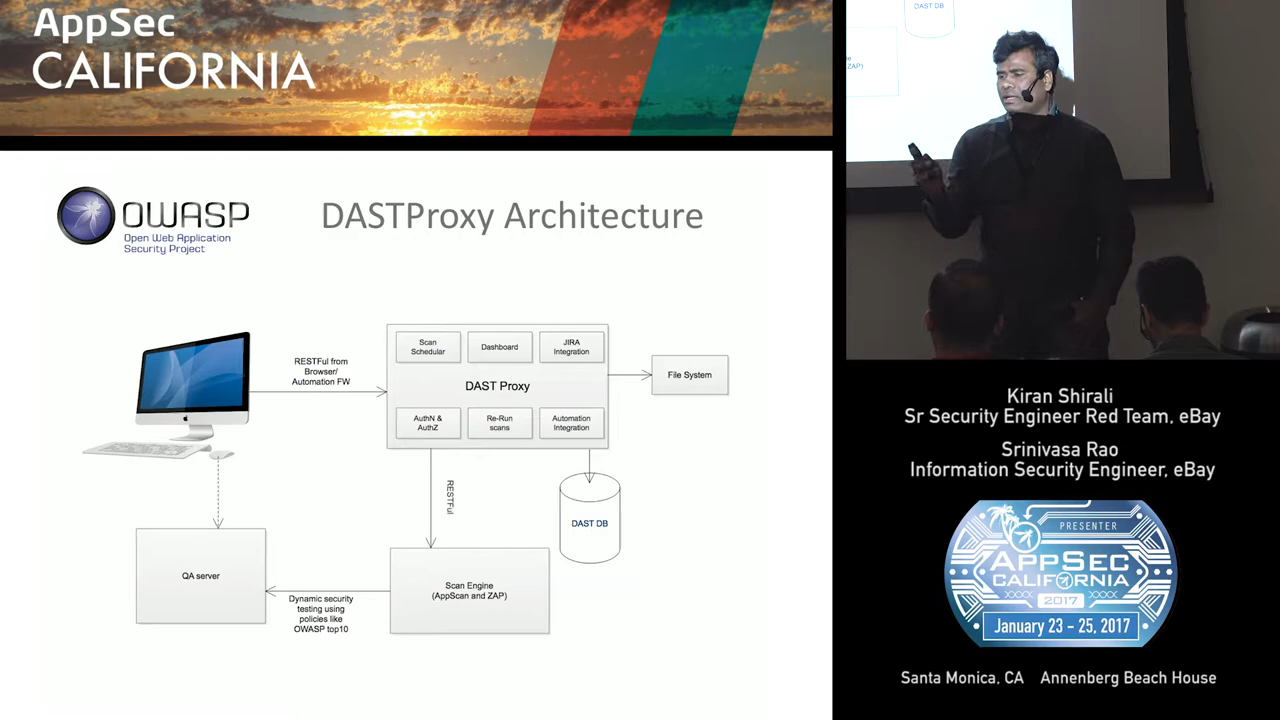 AppSec
CALIFORNIA
OWASP
Open Web Application
Security Project
DASTProxy Architecture
RESTFul from
Browser/
Automation FW
Scan
Schedular
Dashboard
JIRA
Integration
DAST Proxy
AuthN &
AuthZ
Re-Run
scans
Automation
Integration
File System
RESTFul
DAST DB
QA server
Dynamic security
testing using
policies like
OWASP top10
Scan Engine
(AppScan and ZAP)
DAST DB
ZAP)
Kiran Shirali
Sr Security Engineer Red Team, eBay
Srinivasa Rao
Information Security Engineer, eBay
PRESENTER
APPSEC
CALIFORNIA
2017
January 23 - 25, 2017
Santa Monica, CA Annenberg Beach House